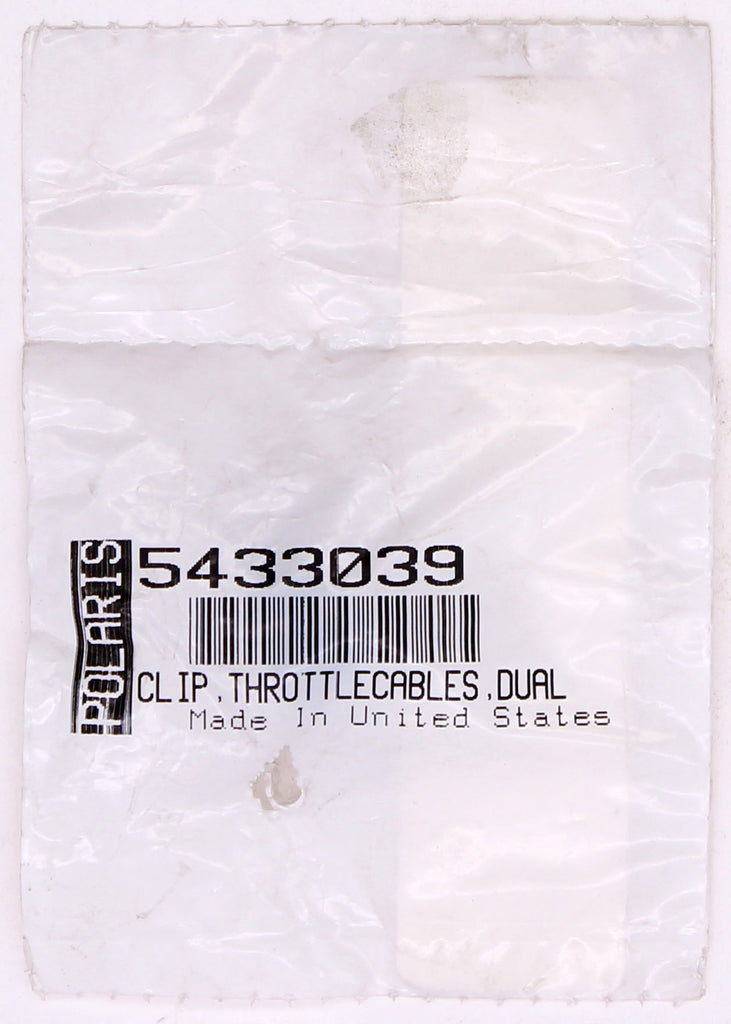 POLARIS
5433039
CLIP,THROTTLECABLES,DUAL
Made In United States